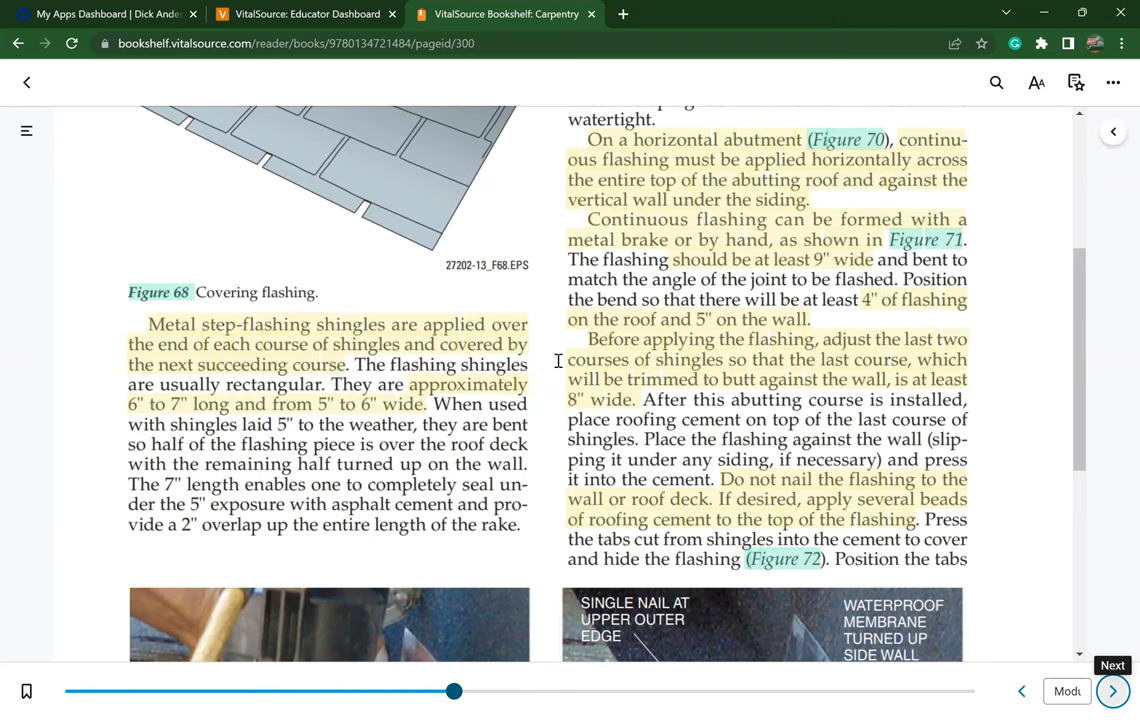 My Apps Dashboard | Dick Ander
VitalSource: Educator Dashboard
VitalSource Bookshelf: Carpentry
bookshelf.vitalsource.com/reader/books/9780134721484/pageid/300
27202-13_F68.EPS
Figure 68 Covering flashing.
Metal step-flashing shingles are applied over
the end of each course of shingles and covered by
the next succeeding course. The flashing shingles
are usually rectangular. They are approximately
6" to 7" long and from 5" to 6" wide. When used
with shingles laid 5" to the weather, they are bent
so half of the flashing piece is over the roof deck
with the remaining half turned up on the wall.
The 7" length enables one to completely seal un-
der the 5" exposure with asphalt cement and pro-
vide a 2" overlap up the entire length of the rake.
watertight.
On a horizontal abutment (Figure 70), continu-
ous flashing must be applied horizontally across
the entire top of the abutting roof and against the
vertical wall under the siding.
Continuous flashing can be formed with a
metal brake or by hand, as shown in Figure 71.
The flashing should be at least 9" wide and bent to
match the angle of the joint to be flashed. Position
the bend so that there will be at least 4" of flashing
on the roof and 5" on the wall.
Before applying the flashing, adjust the last two
courses of shingles so that the last course, which
will be trimmed to butt against the wall, is at least
8" wide. After this abutting course is installed,
place roofing cement on top of the last course of
shingles. Place the flashing against the wall (slip-
ping it under any siding, if necessary) and press
it into the cement. Do not nail the flashing to the
wall or roof deck. If desired, apply several beads
of roofing cement to the top of the flashing. Press
the tabs cut from shingles into the cement to cover
and hide the flashing (Figure 72). Position the tabs
SINGLE NAIL AT
UPPER OUTER
EDGE
WATERPROOF
MEMBRANE
TURNED UP
SIDE WALL
Next
Modu